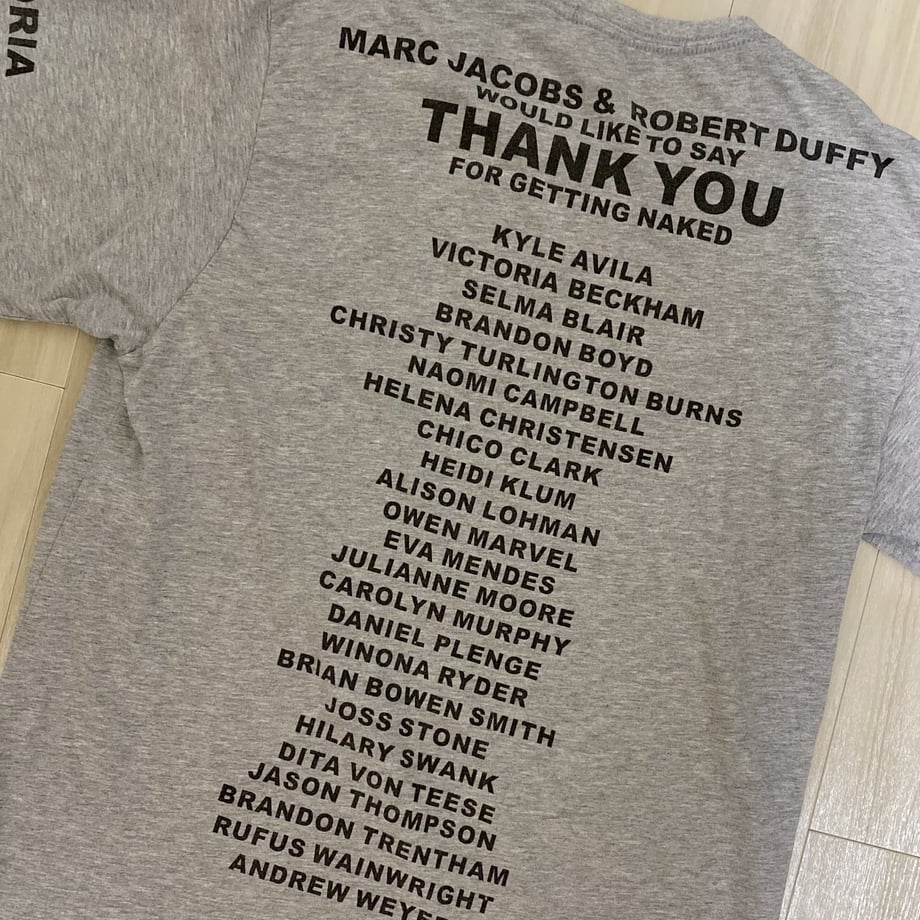 MARC JACOBS & ROBERT DUFFY
WOULD LIKE TO SAY
THANK YOU
FOR GETTING NAKED
KYLE AVILA
VICTORIA BECKHAM
SELMA BLAIR
BRANDON BOYD
CHRISTY TURLINGTON BURNS
NAOMI CAMPBELL
HELENA CHRISTENSEN
CHICO CLARK
HEIDI KLUM
ALISON LOHMAN
OWEN MARVEL
EVA MENDES
JULIANNE MOORE
CAROLYN MURPHY
DANIEL PLENGE
WINONA RYDER
BRIAN BOWEN SMITH
JOSS STONE
HILARY SWANK
DITA VON TEESE
JASON THOMPSON
BRANDON TRENTHAM
RUFUS WAINWRIGHT
ANDREW